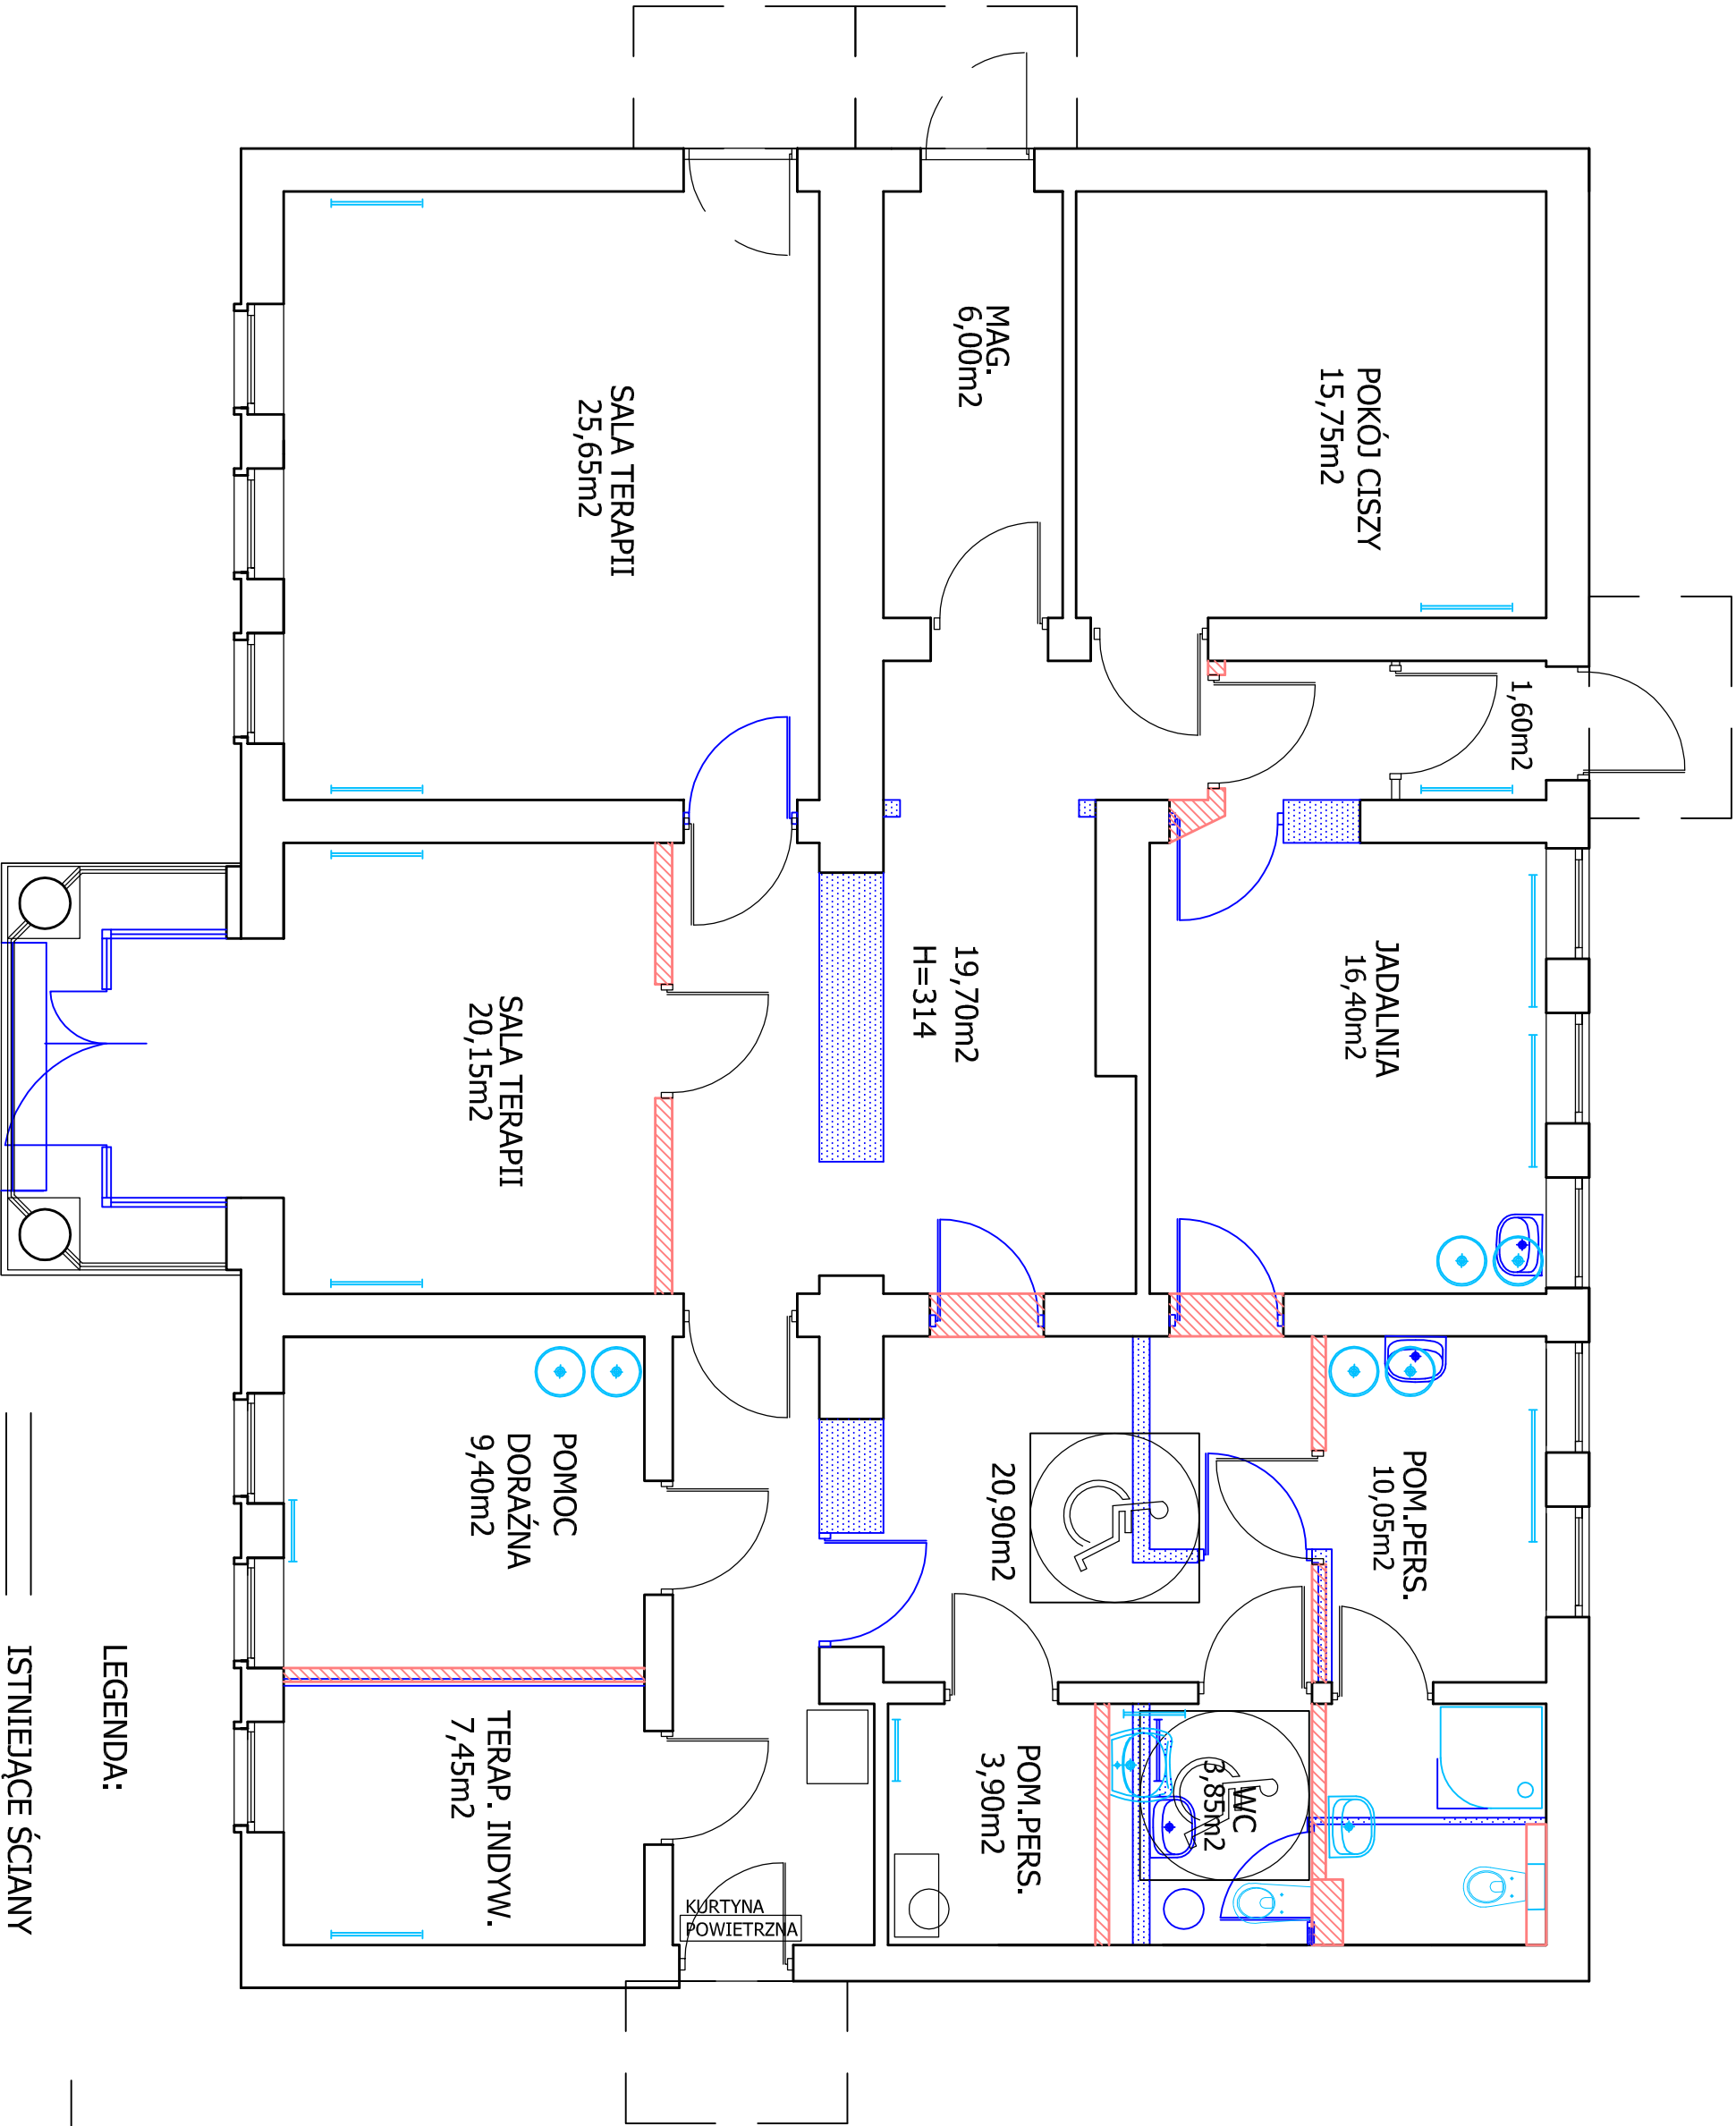 1,60m2
POKÓJ CISZY
15,75m2
MAG.
6,00m2
SALA TERAPII
25,65m2
JADALNIA
16,40m2
19,70m2
H=314
SALA TERAPII
20,15m2
POM.PERS.
10,05m2
20,90m2
POMOC
DORAŹNA
9,40m2
WC
3,85m2
POM.PERS.
3,90m2
TERAP. INDYW.
7,45m2
KURTYNA
POWIETRZNA
LEGENDA:
ISTNIEJĄCE ŚCIANY